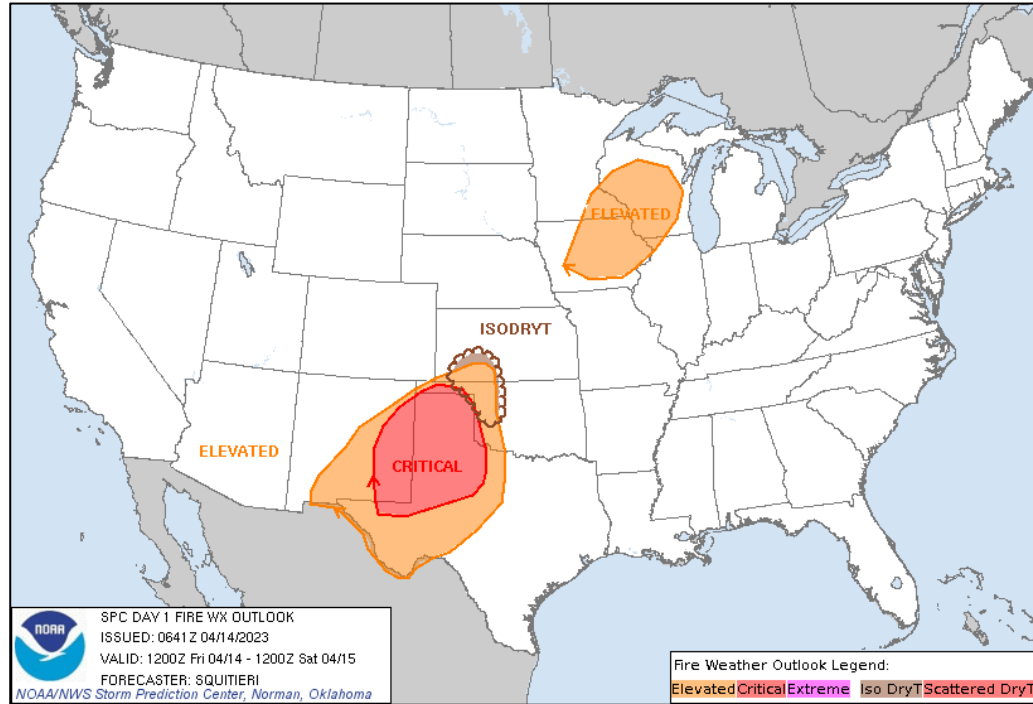 ELEVATED
ISODRYT
ELEVATED
CRITICAL
NOAA
SPC DAY 1 FIRE WX OUTLOOK
ISSUED: 0641Z 04/14/2023
VALID: 1200Z Fri 04/14 - 1200Z Sat 04/15
FORECASTER: SQUITIERI
NOAA/NWS Storm Prediction Center, Norman, Oklahoma
Fire Weather Outlook Legend:
Elevated Critical Extreme Iso DryT Scattered DryT